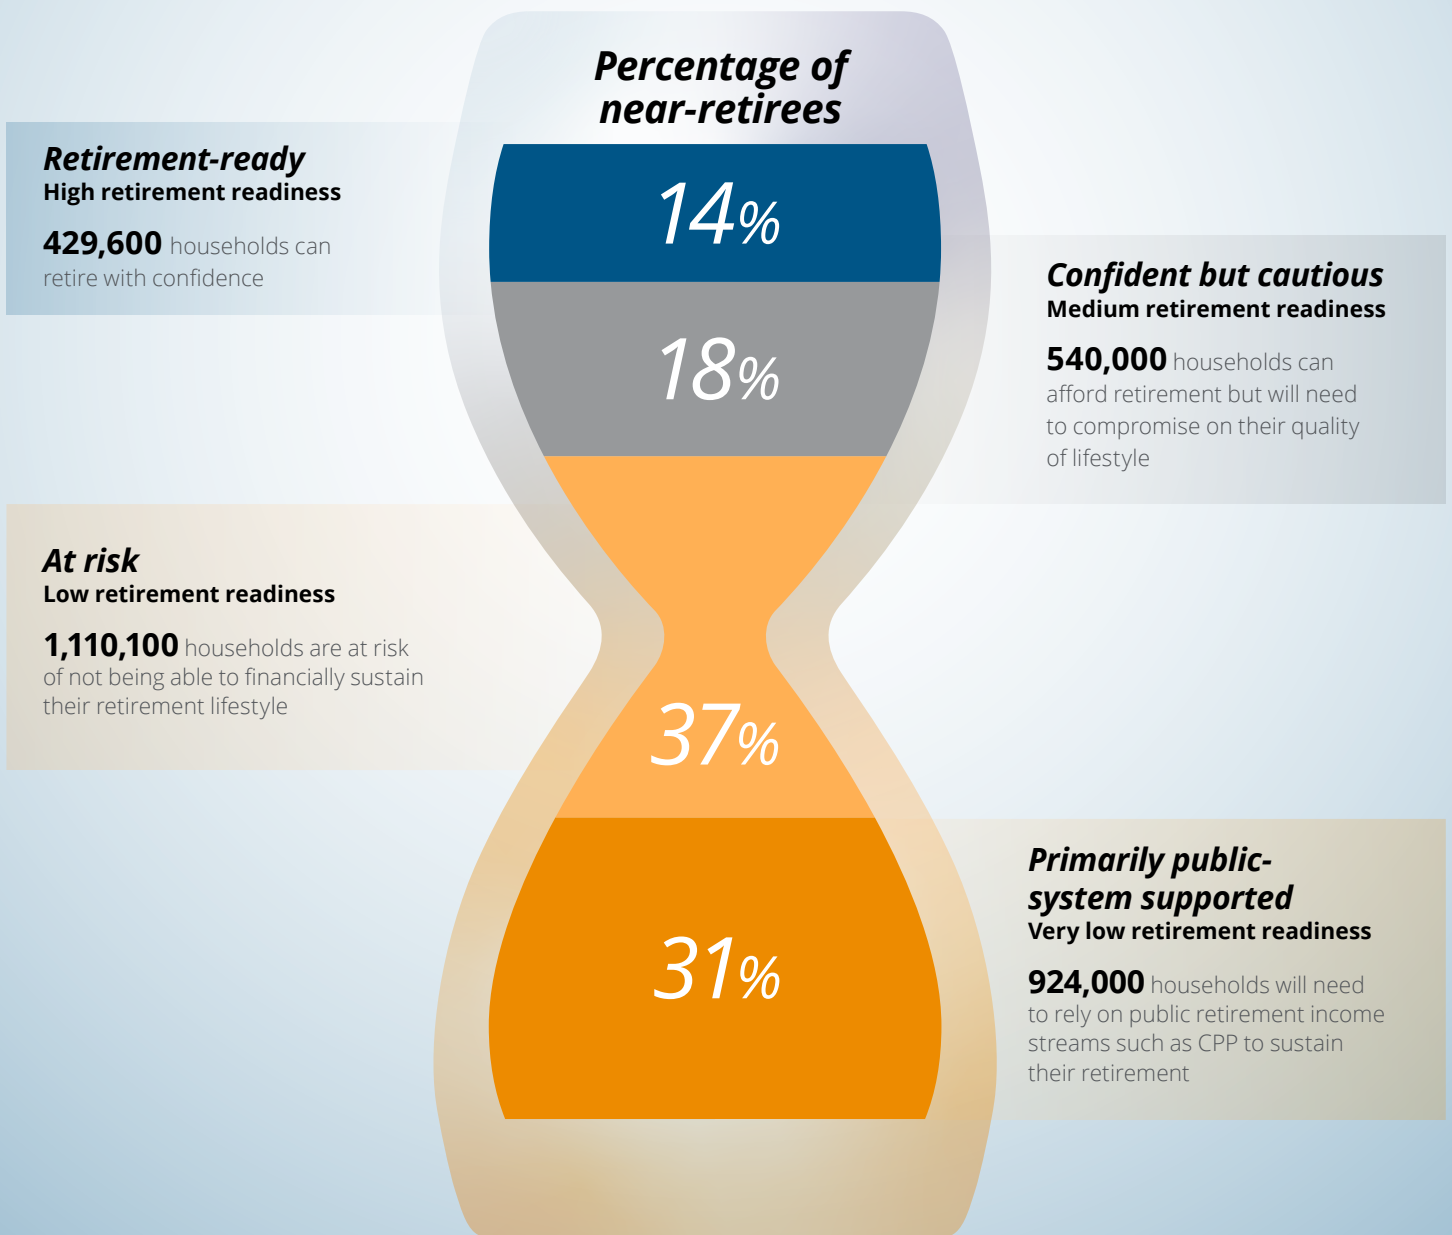 Percentage of
near-retirees
Retirement-ready
High retirement readiness
429,600 households can
retire with confidence
14%
18%
Confident but cautious
Medium retirement readiness
540,000 households can
afford retirement but will need
to compromise on their quality
of lifestyle
At risk
Low retirement readiness
1,110,100 households are at risk
of not being able to financially sustain
their retirement lifestyle
37%
31%
Primarily public-
system supported
Very low retirement readiness
924,000 households will need
to rely on public retirement income
streams such as CPP to sustain
their retirement